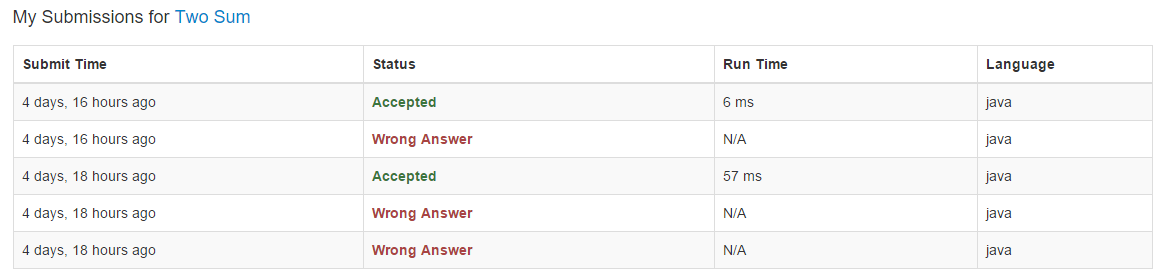 My Submissions for Two Sum
Submit Time Status Run Time Language
4 days, 16 hours ago Accepted 6 ms java
4 days, 16 hours ago Wrong Answer N/A java
4 days, 18 hours ago Accepted 57 ms java
4 days, 18 hours ago Wrong Answer N/A java
4 days, 18 hours ago Wrong Answer N/A java